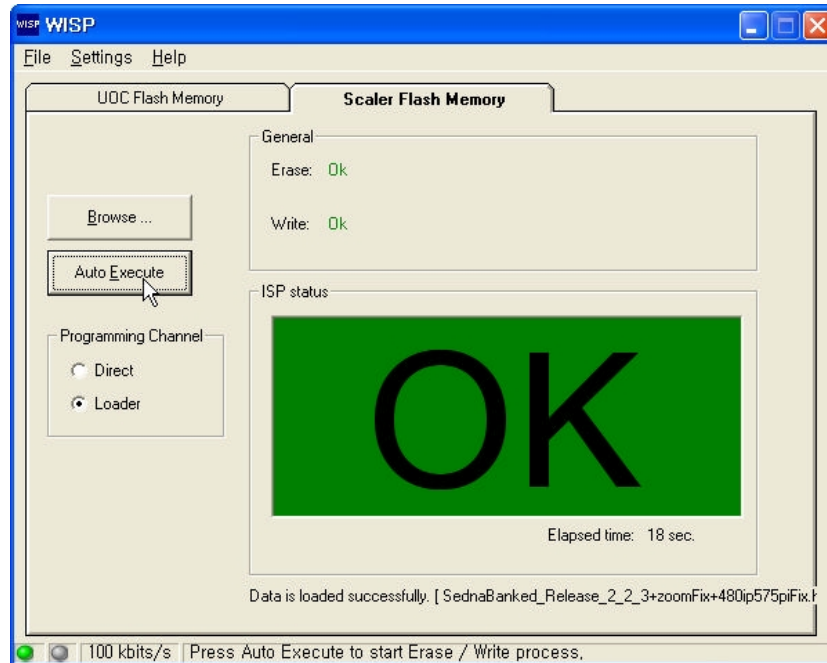 WISP WISP
File Settings Help
UOC Flash Memory Scaler Flash Memory
General
Erase: Ok
Browse ...
Write: Ok
Auto Execute
ISP status
Programming Channel
Direct
Loader
OK
Elapsed time: 18 sec.
Data is loaded successfully. [ SednaBanked_Release_2_2_3+zoomFix+480ip575piFix.h
100 kbits/s Press Auto Execute to start Erase / Write process,